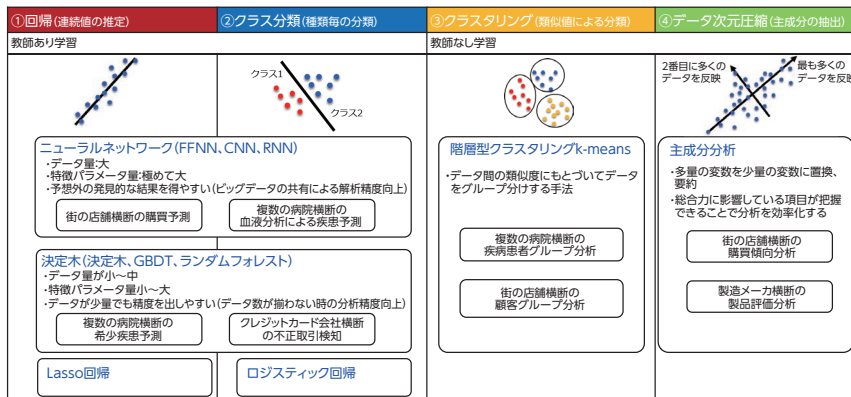 ①回帰(連続値の推定)
②クラス分類(種類毎の分類)
③クラスタリング(類似値による分類)
④データ次元圧縮(主成分の抽出)
教師あり学習
教師なし学習
クラス1
クラス2
2番目に多くの
データを反映
最も多くの
データを反映
ニューラルネットワーク(FFNN、CNN、RNN)
・データ量:大
・特徴パラメータ量:極めて大
・予想外の発見的な結果を得やすい(ビッグデータの共有による解析精度向上)
街の店舗横断の購買予測
複数の病院横断の
血液分析による疾患予測
決定木(決定木、GBDT、ランダムフォレスト)
・データ量が小〜中
・特徴パラメータ量小〜大
・データが少量でも精度を出しやすい(データ数が揃わない時の分析精度向上)
複数の病院横断の
希少疾患予測
クレジットカード会社横断
の不正取引検知
Lasso回帰
ロジスティック回帰
階層型クラスタリングk-means
・データ間の類似度にもとづいてデータ
をグループ分けする手法
複数の病院横断の
疾病患者グループ分析
街の店舗横断の
顧客グループ分析
主成分分析
・多量の変数を少量の変数に置換、
要約
・総合力に影響している項目が把握
できることで分析を効率化する
街の店舗横断の
購買傾向分析
製造メーカ横断の
製品評価分析